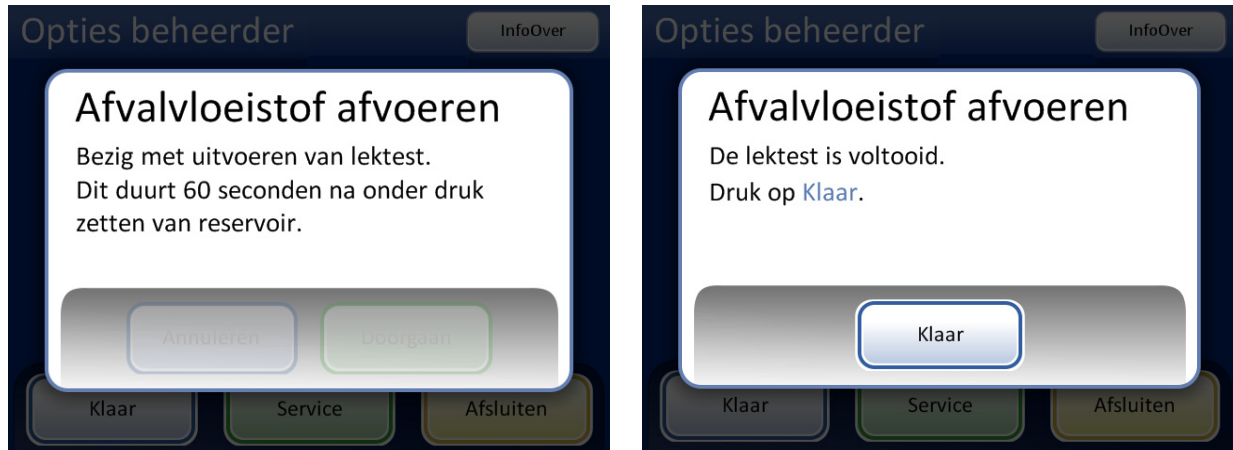 Opties beheerder
InfoOver
Afvalvloeistof afvoeren
Bezig met uitvoeren van lektest.
Dit duurt 60 seconden na onder druk
zetten van reservoir.
Annuleren
Doorgaan
Klaar
Service
Afsluiten
Opties beheerder
InfoOver
Afvalvloeistof afvoeren
De lektest is voltooid.
Druk op Klaar.
Klaar
Klaar
Service
Afsluiten